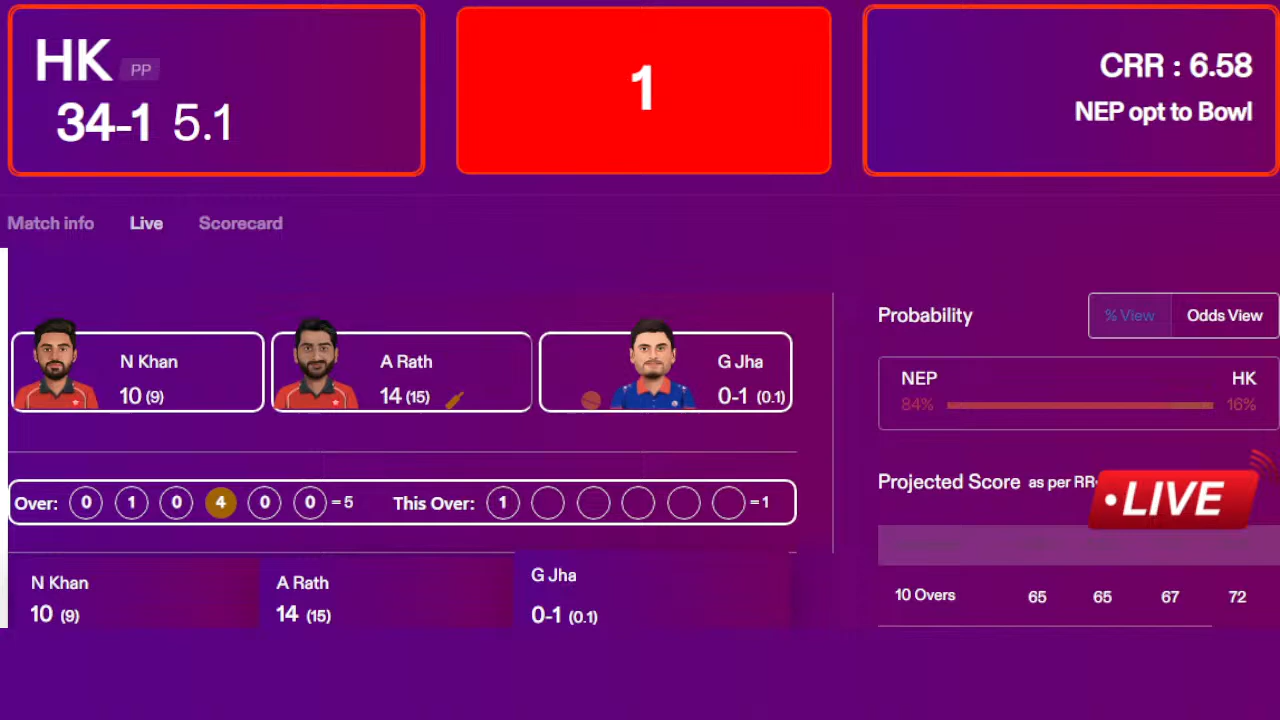 HK PP
34-1 5.1
1
CRR : 6.58
NEP opt to Bowl
Match info Live Scorecard
N Khan
10 (9)
A Rath
14 (15)
G Jha
0-1 (0.1)
Over: 0 1 0 4 0 0 = 5 This Over: 1 = 1
N Khan
10 (9)
A Rath
14 (15)
G Jha
0-1 (0.1)
Probability % View Odds View
NEP HK
84% 16%
Projected Score as per RR
LIVE
10 Overs 65 65 67 72